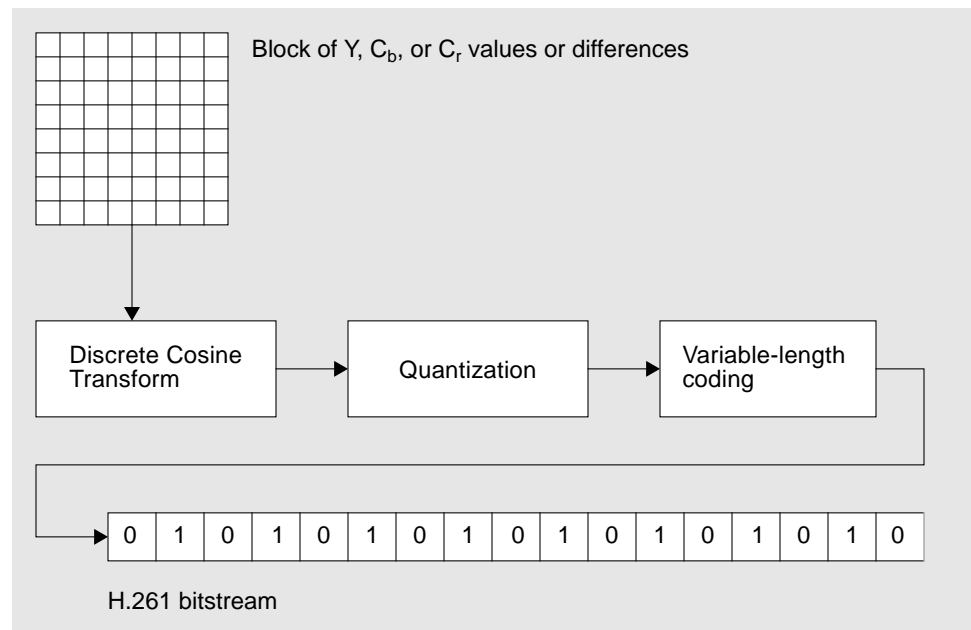 Block of Y, Cb, or Cr values or differences
Discrete Cosine
Transform
Quantization
Variable-length
coding
0 1 0 1 0 1 0 1 0 1 0 1 0 1 0 1 0
H.261 bitstream